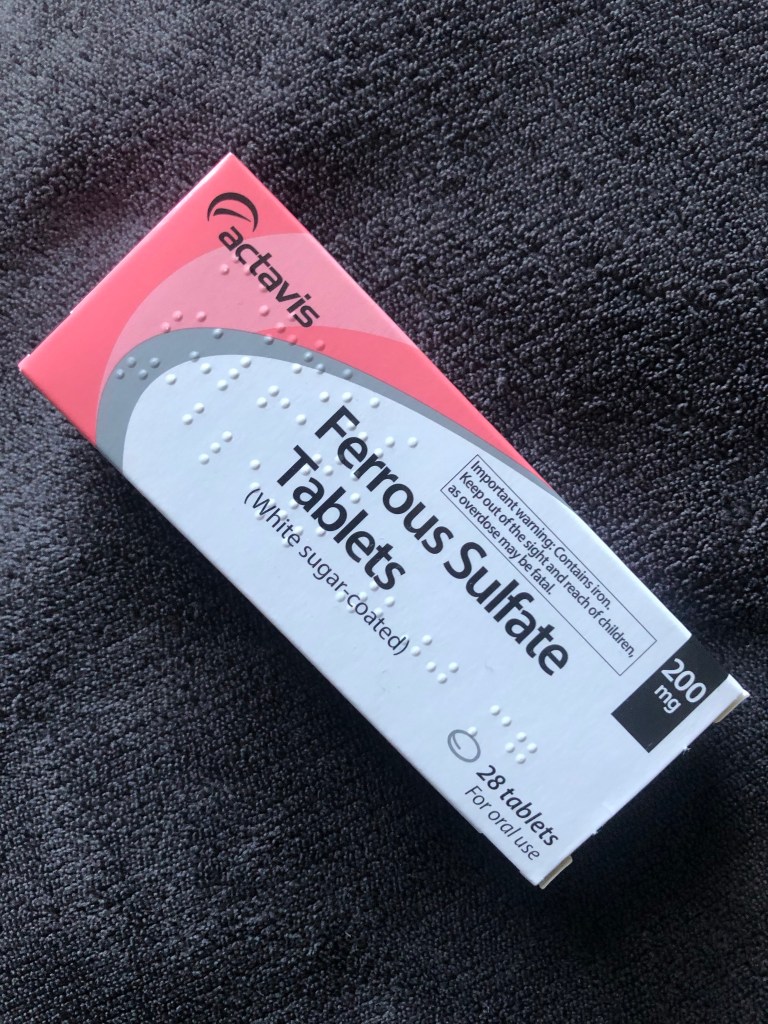 actavis
Ferrous Sulfate
Tablets
(White sugar-coated)
Important warning: Contains iron.
Keep out of the sight and reach of children,
as overdose may be fatal.
200
mg
28 tablets
For oral use